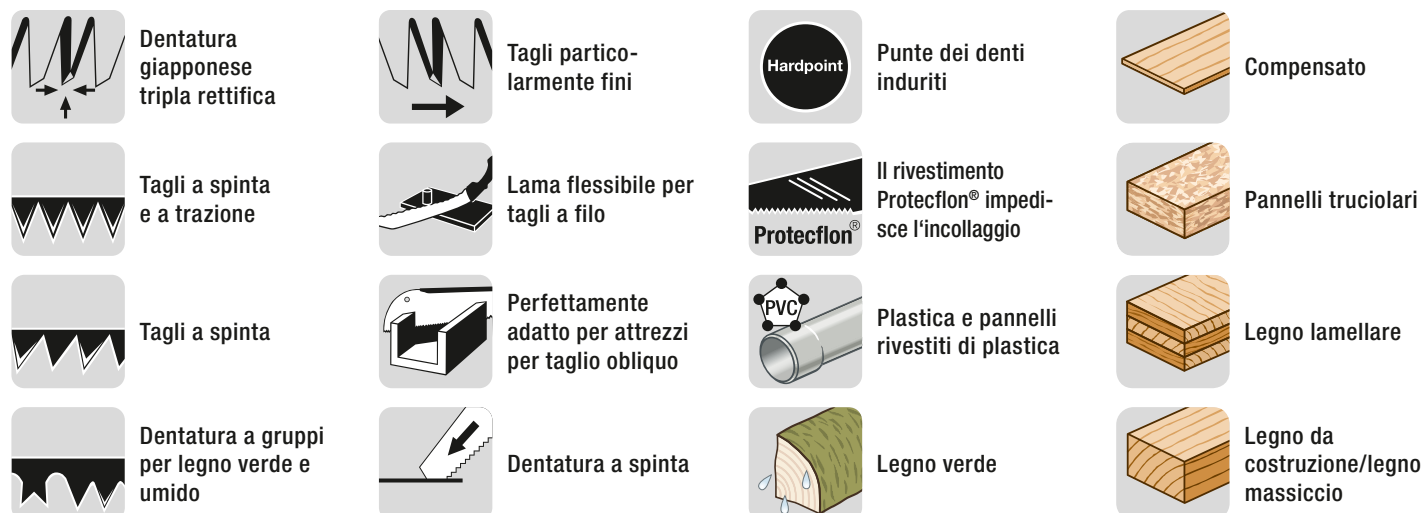 Dentatura
giapponese
tripla rettifica
Tagli partico-
larmente fini
Hardpoint
Punte dei denti
induriti
Compensato
Tagli a spinta
e a trazione
Lama flessibile per
tagli a filo
Protecflon®
Il rivestimento
Protecflon® impedi-
sce l‘incollaggio
Pannelli truciolari
Tagli a spinta
Perfettamente
adatto per attrezzi
per taglio obliquo
PVC
Plastica e pannelli
rivestiti di plastica
Legno lamellare
Dentatura a gruppi
per legno verde e
umido
Dentatura a spinta
Legno verde
Legno da
costruzione/legno
massiccio